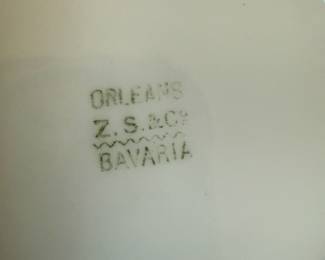 ORLEANS
Z. S. & Cº
BAVARIA